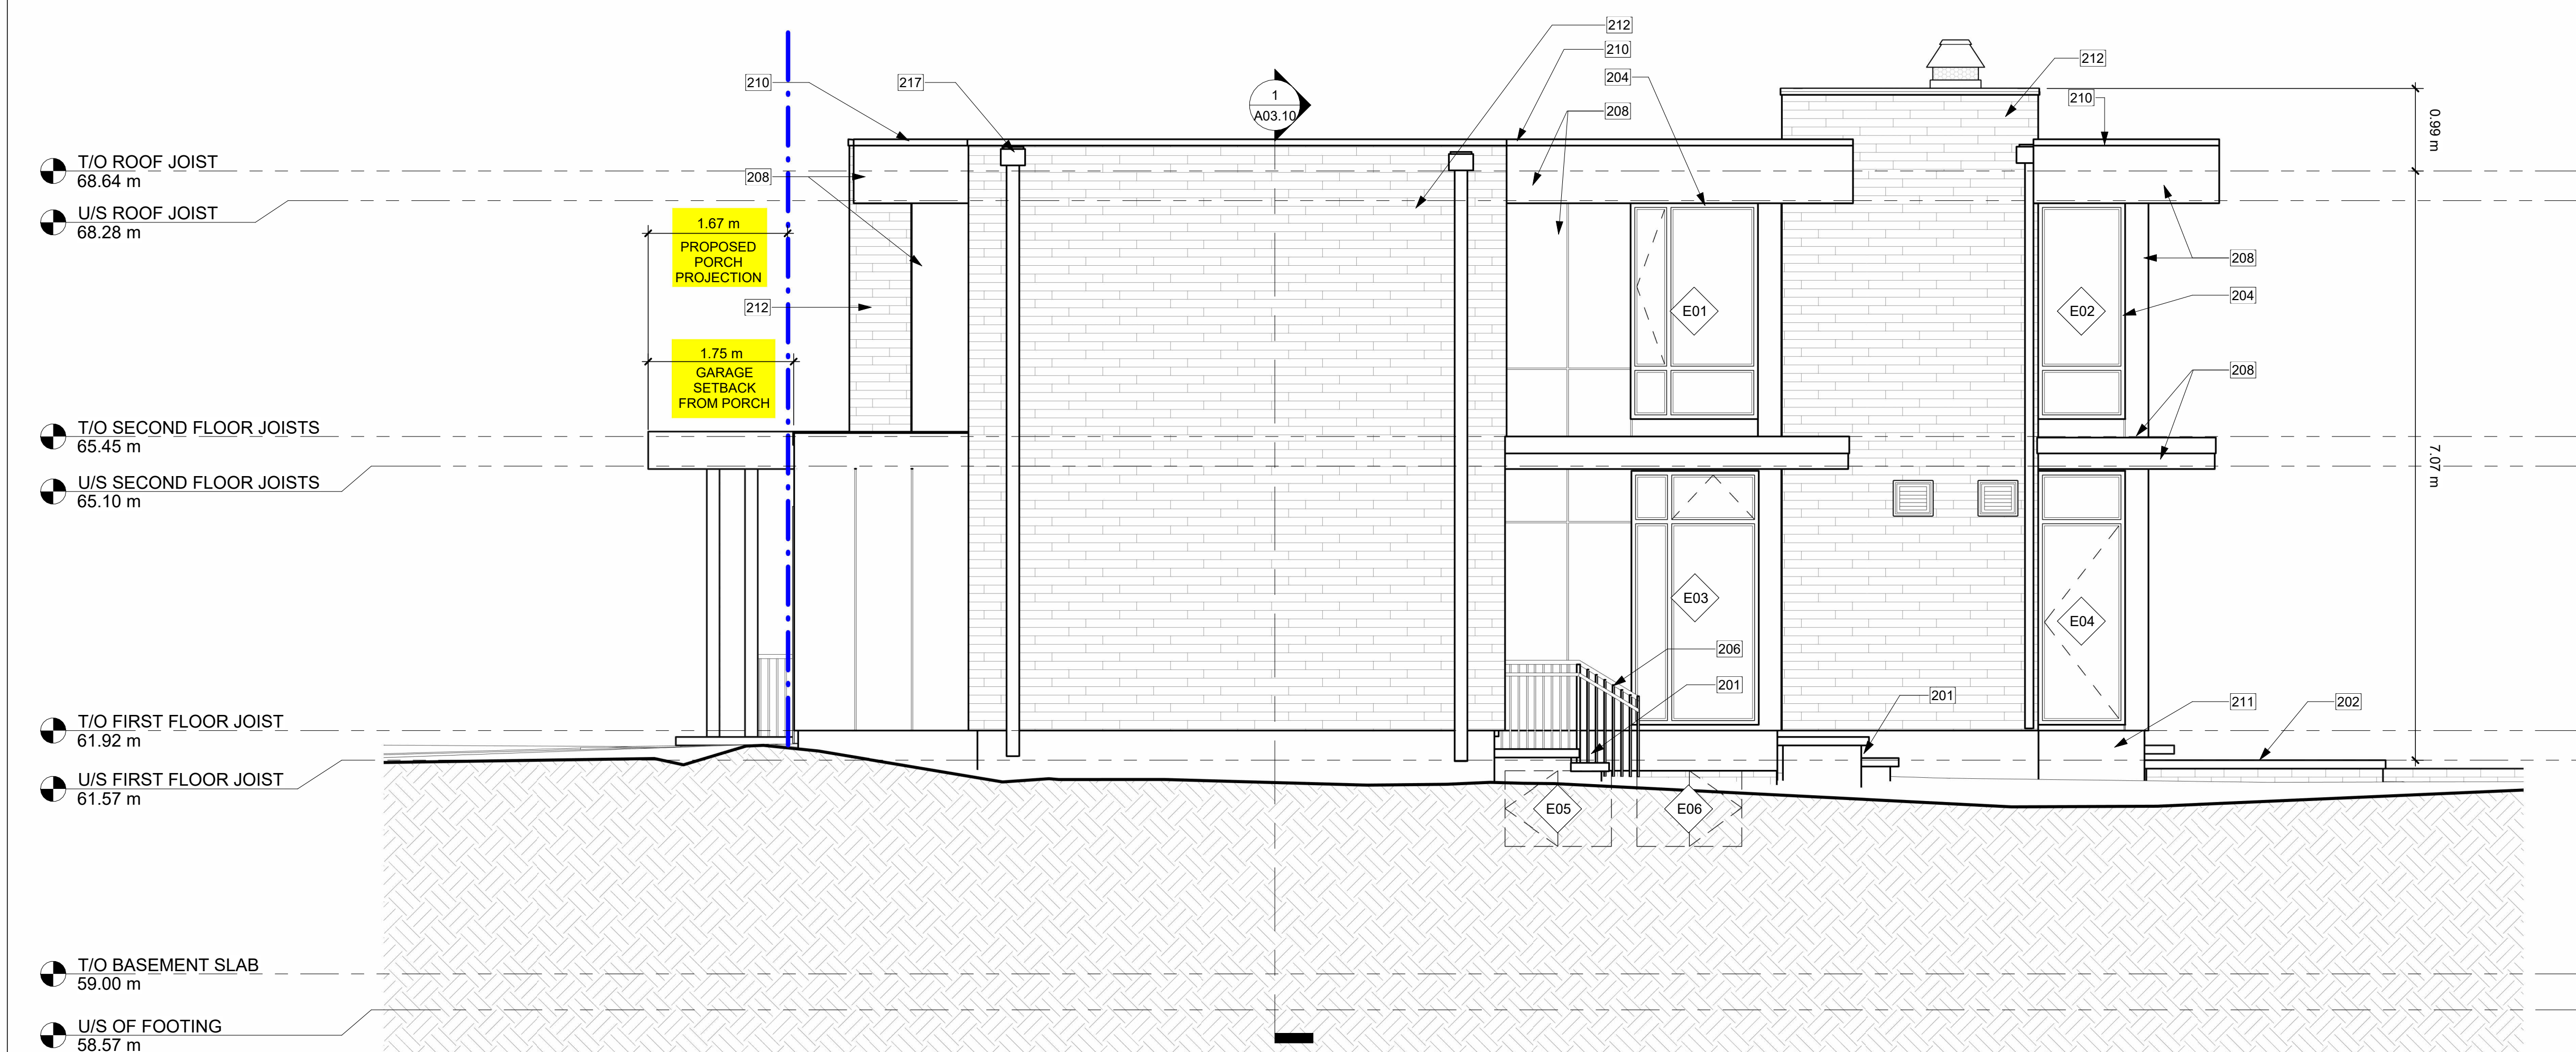 212
210
204
208
212
210
210
217
1
A03.10
0.99 m
T/O ROOF JOIST
68.64 m
208
U/S ROOF JOIST
68.28 m
1.67 m
PROPOSED
PORCH
PROJECTION
208
204
E01
E02
212
1.75 m
GARAGE
SETBACK
FROM PORCH
208
T/O SECOND FLOOR JOISTS
65.45 m
7.07 m
U/S SECOND FLOOR JOISTS
65.10 m
E03
E04
206
201
201
211
202
T/O FIRST FLOOR JOIST
61.92 m
U/S FIRST FLOOR JOIST
61.57 m
E05
E06
T/O BASEMENT SLAB
59.00 m
U/S OF FOOTING
58.57 m